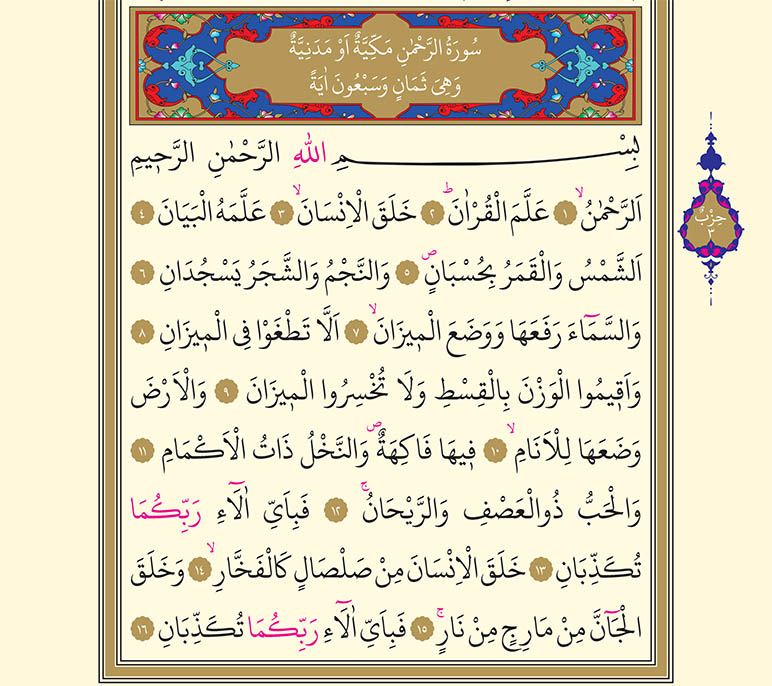 سُورَةُ الرَّحْمٰنِ مَكِّيَّةٌ اَوْ مَدَنِيَّةٌ
وَهِىَ ثَمَانٍ وَسَبْعُونَ اٰيَةً
بِسْمِ اللّٰهِ الرَّحْمٰنِ الرَّح۪يمِ
اَلرَّحْمٰنُۙ ﴿١﴾ عَلَّمَ الْقُرْاٰنَۜ ﴿٢﴾ خَلَقَ الْاِنْسَانَۙ ﴿٣﴾ عَلَّمَهُ الْبَيَانَ ﴿٤﴾
اَلشَّمْسُ وَالْقَمَرُ بِحُسْبَانٍۖ ﴿٥﴾ وَالنَّجْمُ وَالشَّجَرُ يَسْجُدَانِ ﴿٦﴾
وَالسَّمَٓاءَ رَفَعَهَا وَوَضَعَ الْم۪يزَانَۙ ﴿٧﴾ اَلَّا تَطْغَوْا فِى الْم۪يزَانِ ﴿٨﴾
وَاَق۪يمُوا الْوَزْنَ بِالْقِسْطِ وَلَا تُخْسِرُوا الْم۪يزَانَ ﴿٩﴾ وَالْاَرْضَ
وَضَعَهَا لِلْاَنَامِۙ ﴿١٠﴾ ف۪يهَا فَاكِهَةٌۖ وَالنَّخْلُ ذَاتُ الْاَكْمَامِ ﴿١١﴾
وَالْحَبُّ ذُوالْعَصْفِ وَالرَّيْحَانُۚ ﴿١٢﴾ فَبِاَىِّ اٰلَٓاءِ رَبِّكُمَا
تُكَذِّبَانِ ﴿١٣﴾ خَلَقَ الْاِنْسَانَ مِنْ صَلْصَالٍ كَالْفَخَّارِۙ ﴿١٤﴾ وَخَلَقَ
الْجَٓانَّ مِنْ مَارِجٍ مِنْ نَارٍۚ ﴿١٥﴾ فَبِاَىِّ اٰلَٓاءِ رَبِّكُمَا تُكَذِّبَانِ ﴿١٦﴾
حِزْبٌ
٣